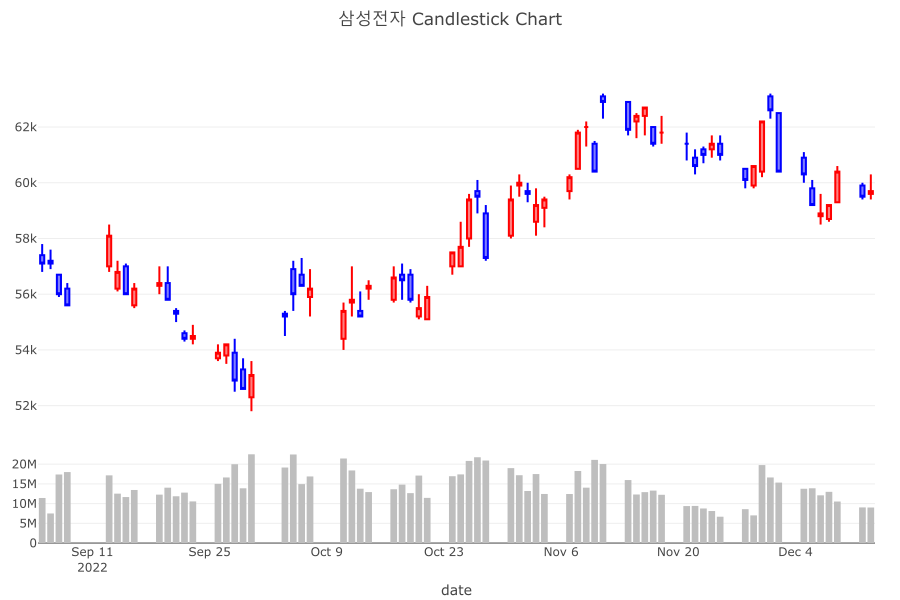 삼성전자 Candlestick Chart
62k
60k
58k
56k
54k
52k
20M
15M
10M
5M
0
Sep 11
2022
Sep 25
Oct 9
Oct 23
Nov 6
Nov 20
Dec 4
date